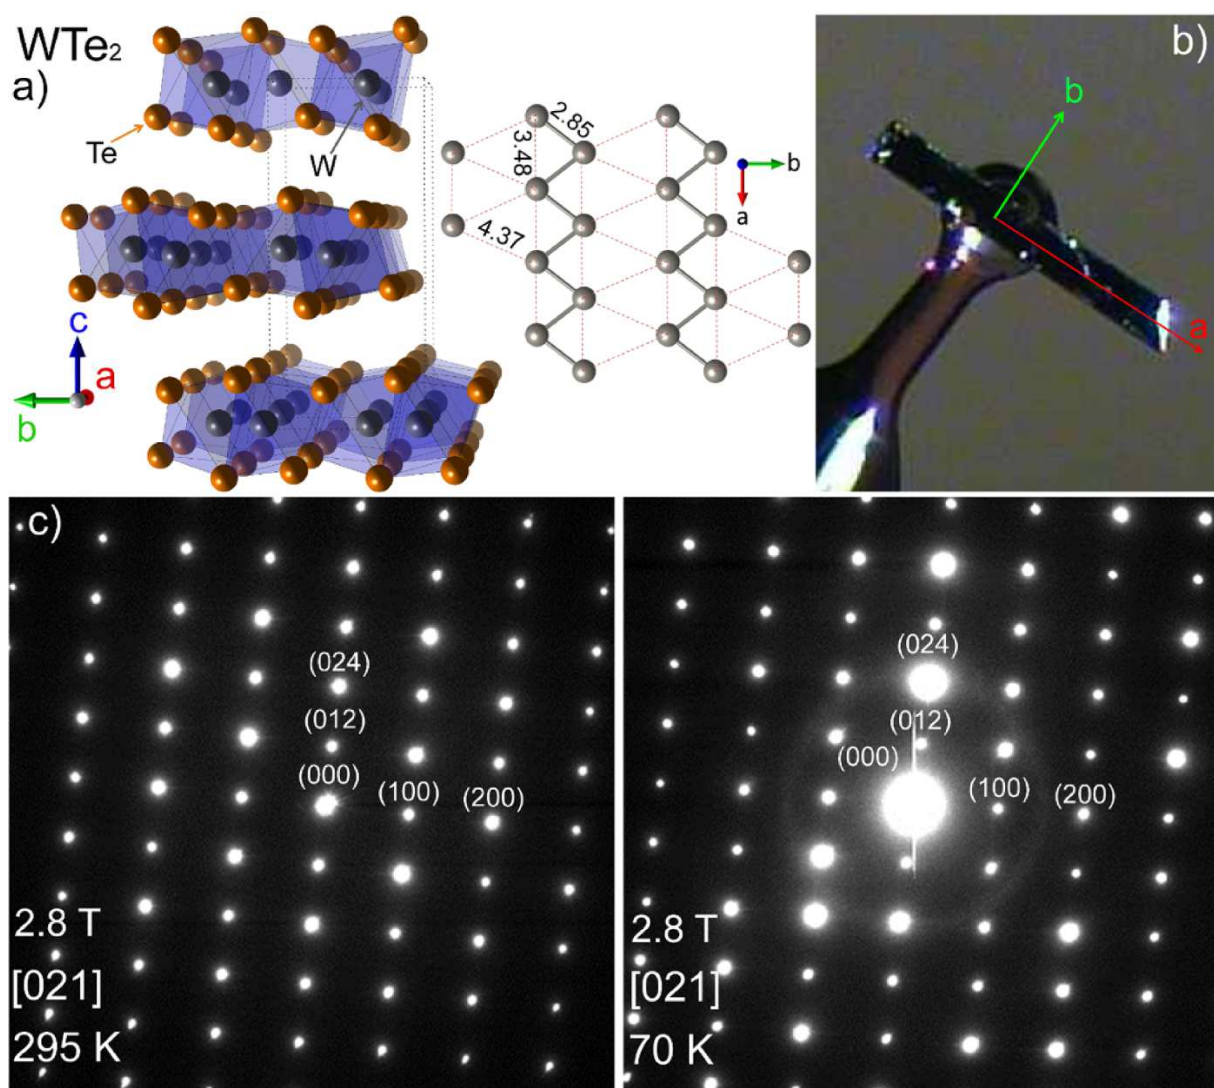 WTe₂
a)
Te
W
c
a
b
2.85
3.48
4.37
b
a
b)
b
a
c)
(024)
(012)
(000)
(100)
(200)
2.8 T
[021]
295 K
(024)
(012)
(000)
(100)
(200)
2.8 T
[021]
70 K